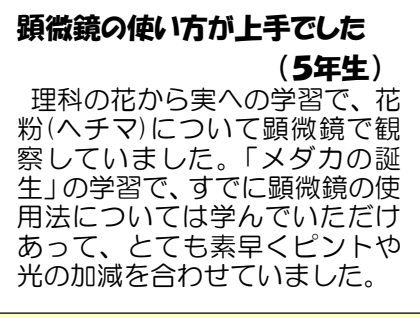 顕微鏡の使い方が上手でした
(5年生)
理科の花から実への学習で、花
粉(ヘチマ)について顕微鏡で観
察していました。「メダカの誕
生」の学習で、すでに顕微鏡の使
用法については学んでいただけ
あって、とても素早くピントや
光の加減を合わせていました。